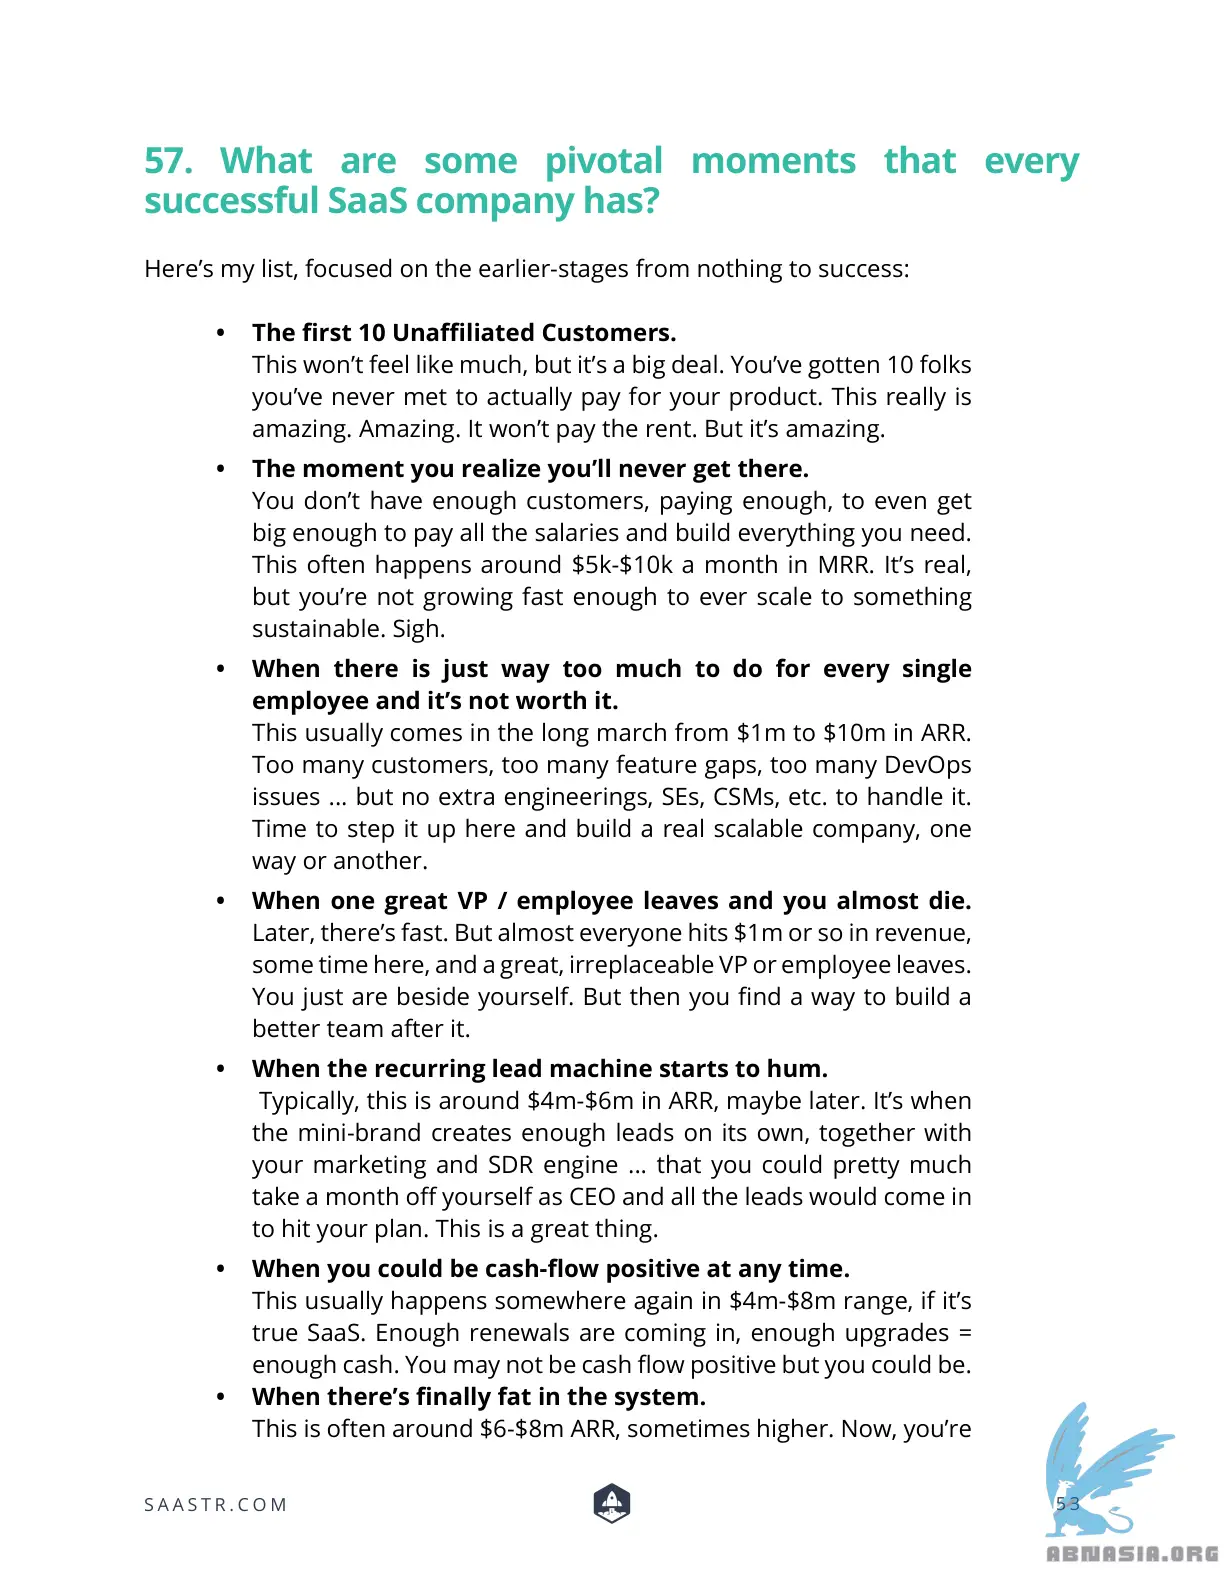 57. What are some pivotal moments that every
successful SaaS company has?
Here’s my list, focused on the earlier-stages from nothing to success:
• The first 10 Unaffiliated Customers.
This won’t feel like much, but it’s a big deal. You’ve gotten 10 folks
you’ve never met to actually pay for your product. This really is
amazing. Amazing. It won’t pay the rent. But it’s amazing.
• The moment you realize you’ll never get there.
You don’t have enough customers, paying enough, to even get
big enough to pay all the salaries and build everything you need.
This often happens around $5k-$10k a month in MRR. It’s real,
but you’re not growing fast enough to ever scale to something
sustainable. Sigh.
• When there is just way too much to do for every single
employee and it’s not worth it.
This usually comes in the long march from $1m to $10m in ARR.
Too many customers, too many feature gaps, too many DevOps
issues ... but no extra engineerings, SEs, CSMs, etc. to handle it.
Time to step it up here and build a real scalable company, one
way or another.
• When one great VP / employee leaves and you almost die.
Later, there’s fast. But almost everyone hits $1m or so in revenue,
some time here, and a great, irreplaceable VP or employee leaves.
You just are beside yourself. But then you find a way to build a
better team after it.
• When the recurring lead machine starts to hum.
Typically, this is around $4m-$6m in ARR, maybe later. It’s when
the mini-brand creates enough leads on its own, together with
your marketing and SDR engine ... that you could pretty much
take a month off yourself as CEO and all the leads would come in
to hit your plan. This is a great thing.
• When you could be cash-flow positive at any time.
This usually happens somewhere again in $4m-$8m range, if it’s
true SaaS. Enough renewals are coming in, enough upgrades =
enough cash. You may not be cash flow positive but you could be.
• When there’s finally fat in the system.
This is often around $6-$8m ARR, sometimes higher. Now, you’re
SAASTR.COM
53
ABNASIA.ORG